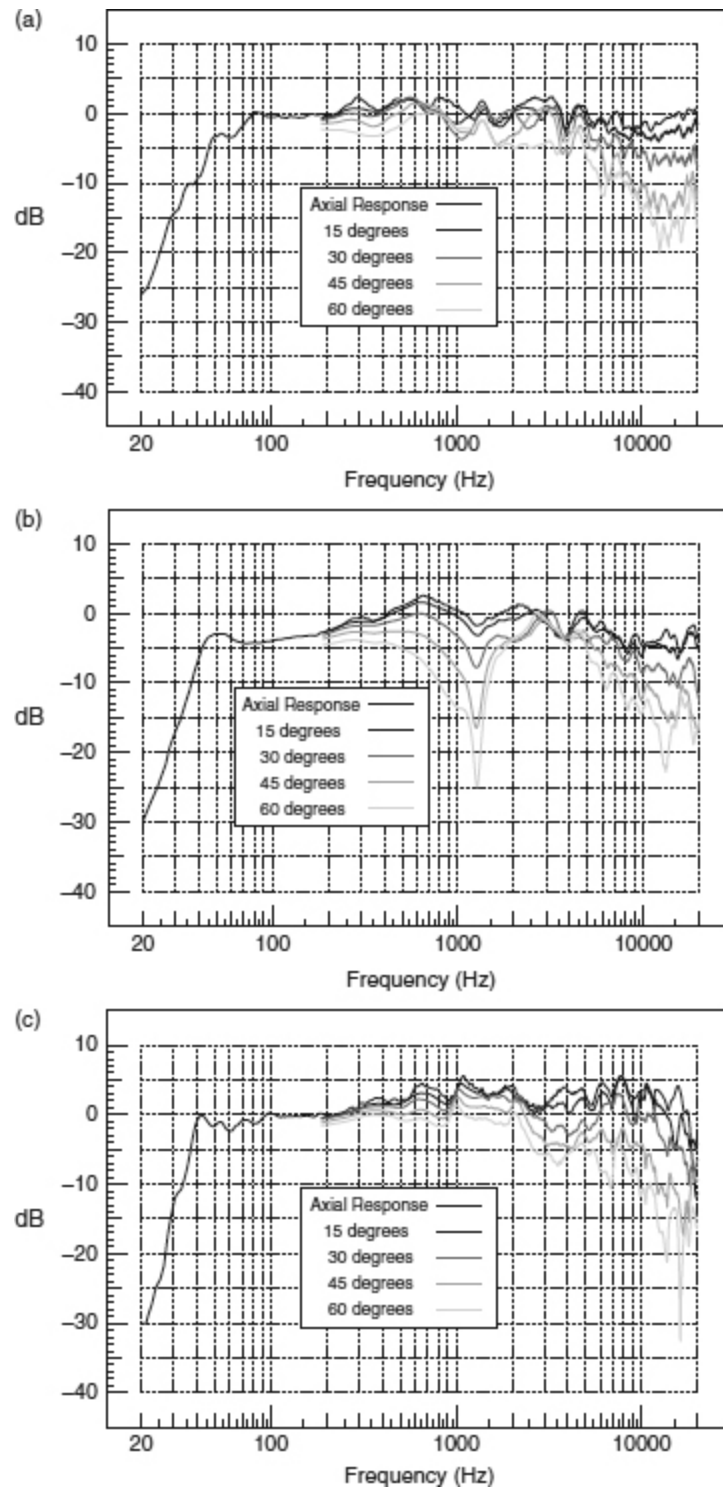 (a)
10
0
−10
dB
−20
−30
−40
Axial Response
15 degrees
30 degrees
45 degrees
60 degrees
20
100
1000
10000
Frequency (Hz)
(b)
10
0
−10
dB
−20
−30
−40
Axial Response
15 degrees
30 degrees
45 degrees
60 degrees
20
100
1000
10000
Frequency (Hz)
(c)
10
0
−10
dB
−20
−30
−40
Axial Response
15 degrees
30 degrees
45 degrees
60 degrees
20
100
1000
10000
Frequency (Hz)